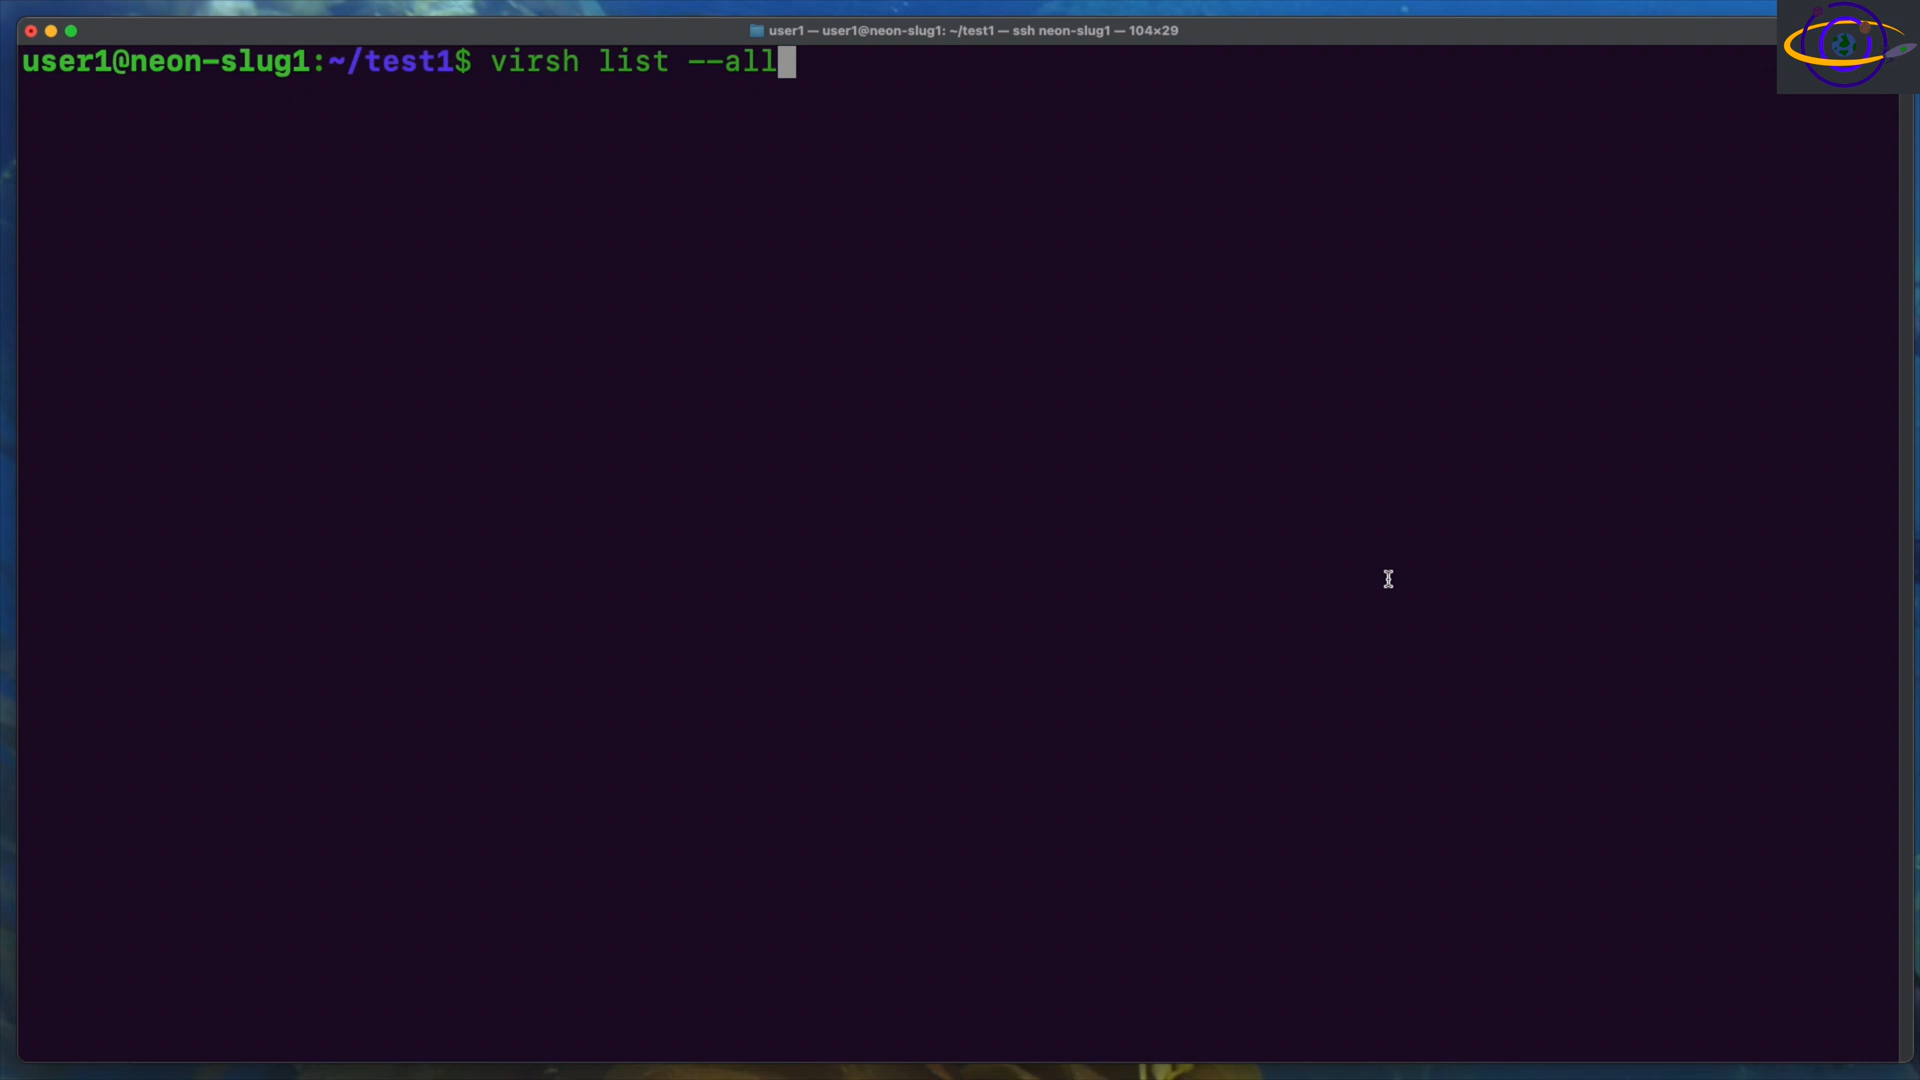 user1 — user1@neon-slug1: ~/test1 — ssh neon-slug1 — 104×29
user1@neon-slug1:~/test1$ virsh list --all